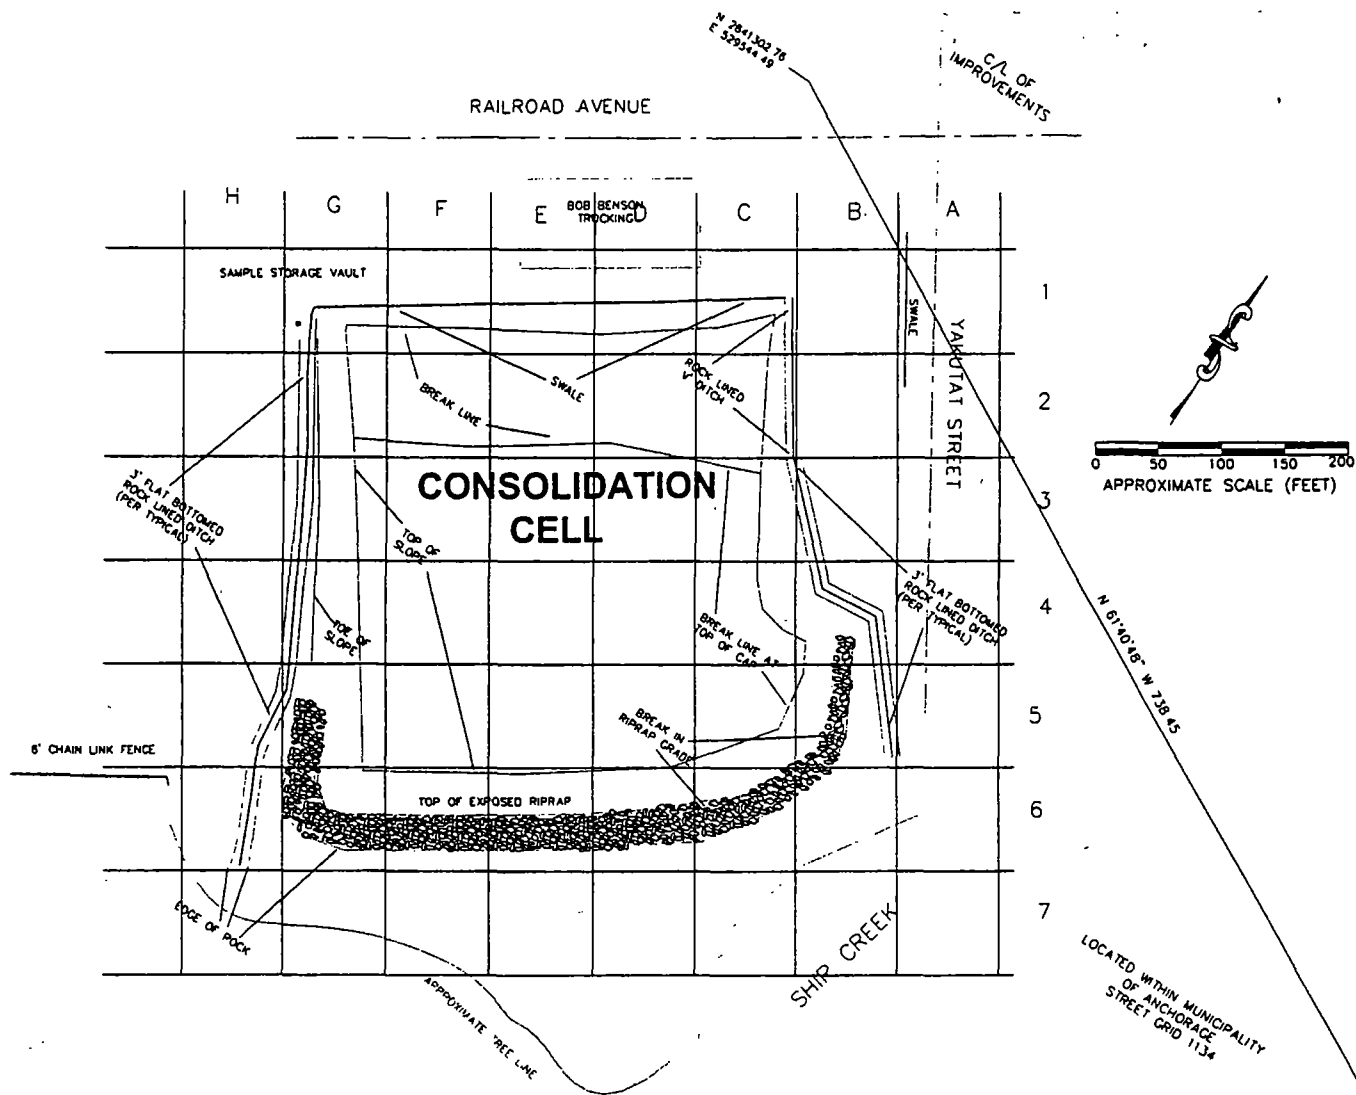 N 2841302 76
E 529544 49
C/L OF
IMPROVEMENTS
RAILROAD AVENUE
H
G
F
E
BOB BENSON
TRUCKING
D
C
B
A
SAMPLE STORAGE VAULT
1
SWALE
YAKUTAT STREET
ROCK LINED
V' DITCH
SWALE
BREAK LINE
2
0 50 100 150 200
APPROXIMATE SCALE (FEET)
3' FLAT BOTTOMED
ROCK LINED DITCH
(PER TYPICAL)
CONSOLIDATION
CELL
3
TOP OF
SLOPE
3' FLAT BOTTOMED
ROCK LINED DITCH
(PER TYPICAL)
4
TOE OF
SLOPE
BREAK LINE AT
TOP OF CAP
N 61°40'48" W 738 45
BREAK IN
RIPRAP GRADE
5
6' CHAIN LINK FENCE
TOP OF EXPOSED RIPRAP
6
EDGE OF ROCK
7
SHIP CREEK
APPROXIMATE TREE LINE
LOCATED WITHIN MUNICIPALITY
OF ANCHORAGE
STREET GRID 1134